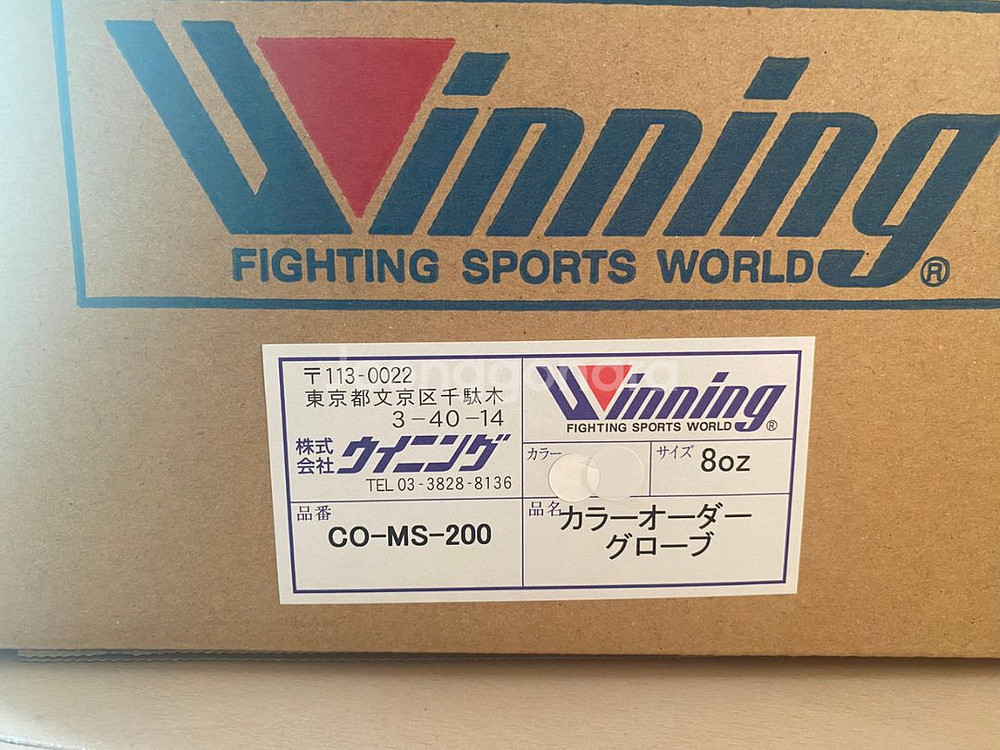 Winning
FIGHTING SPORTS WORLD®
〒113-0022
東京都文京区千駄木
3-40-14
株式会社ウイニング
TEL 03-3828-8136
Winning
FIGHTING SPORTS WORLD®
カラー
サイズ 8oz
品番
CO-MS-200
品名
カラーオーダー
グローブ